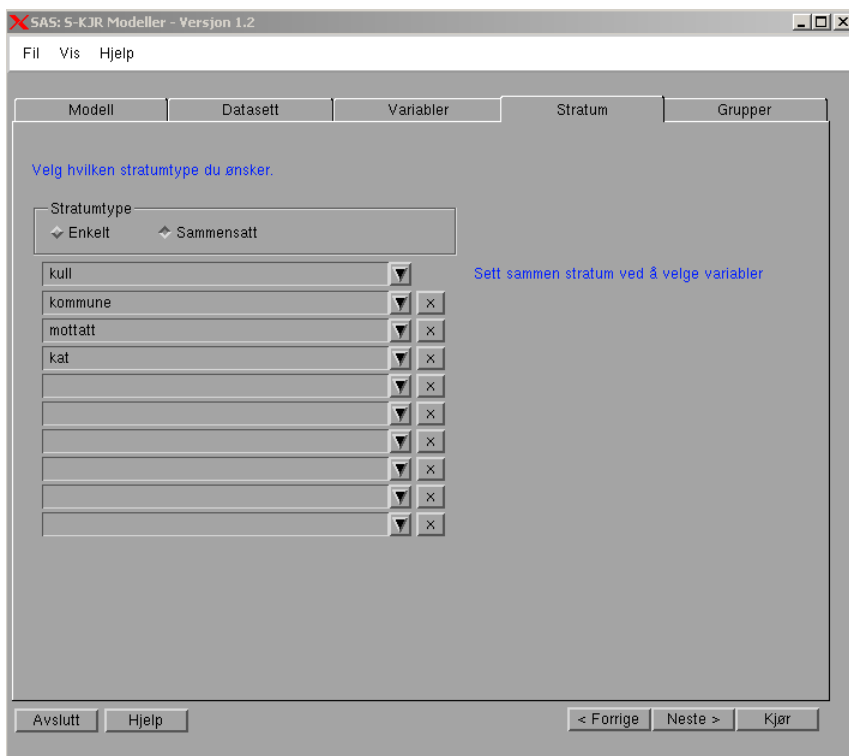 SAS: S-KJR Modeller - Versjon 1.2
Fil Vis Hjelp
Modell Datasett Variabler Stratum Grupper
Velg hvilken stratumtype du ønsker.
Stratumtype
Enkelt Sammensatt
kull
Sett sammen stratum ved å velge variabler
kommune x
mottatt x
kat x
x
x
x
x
x
x
Avslutt Hjelp < Forrige Neste > Kjør